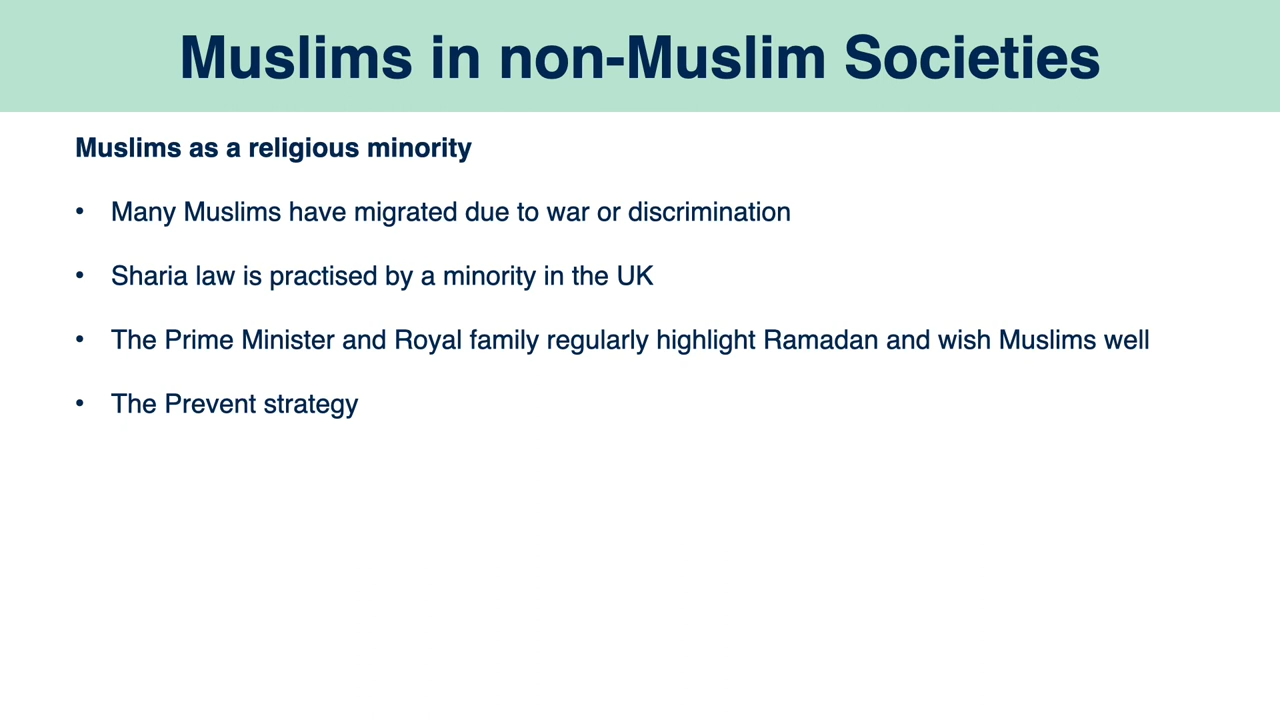 Muslims in non-Muslim Societies
Muslims as a religious minority
• Many Muslims have migrated due to war or discrimination
• Sharia law is practised by a minority in the UK
• The Prime Minister and Royal family regularly highlight Ramadan and wish Muslims well
• The Prevent strategy